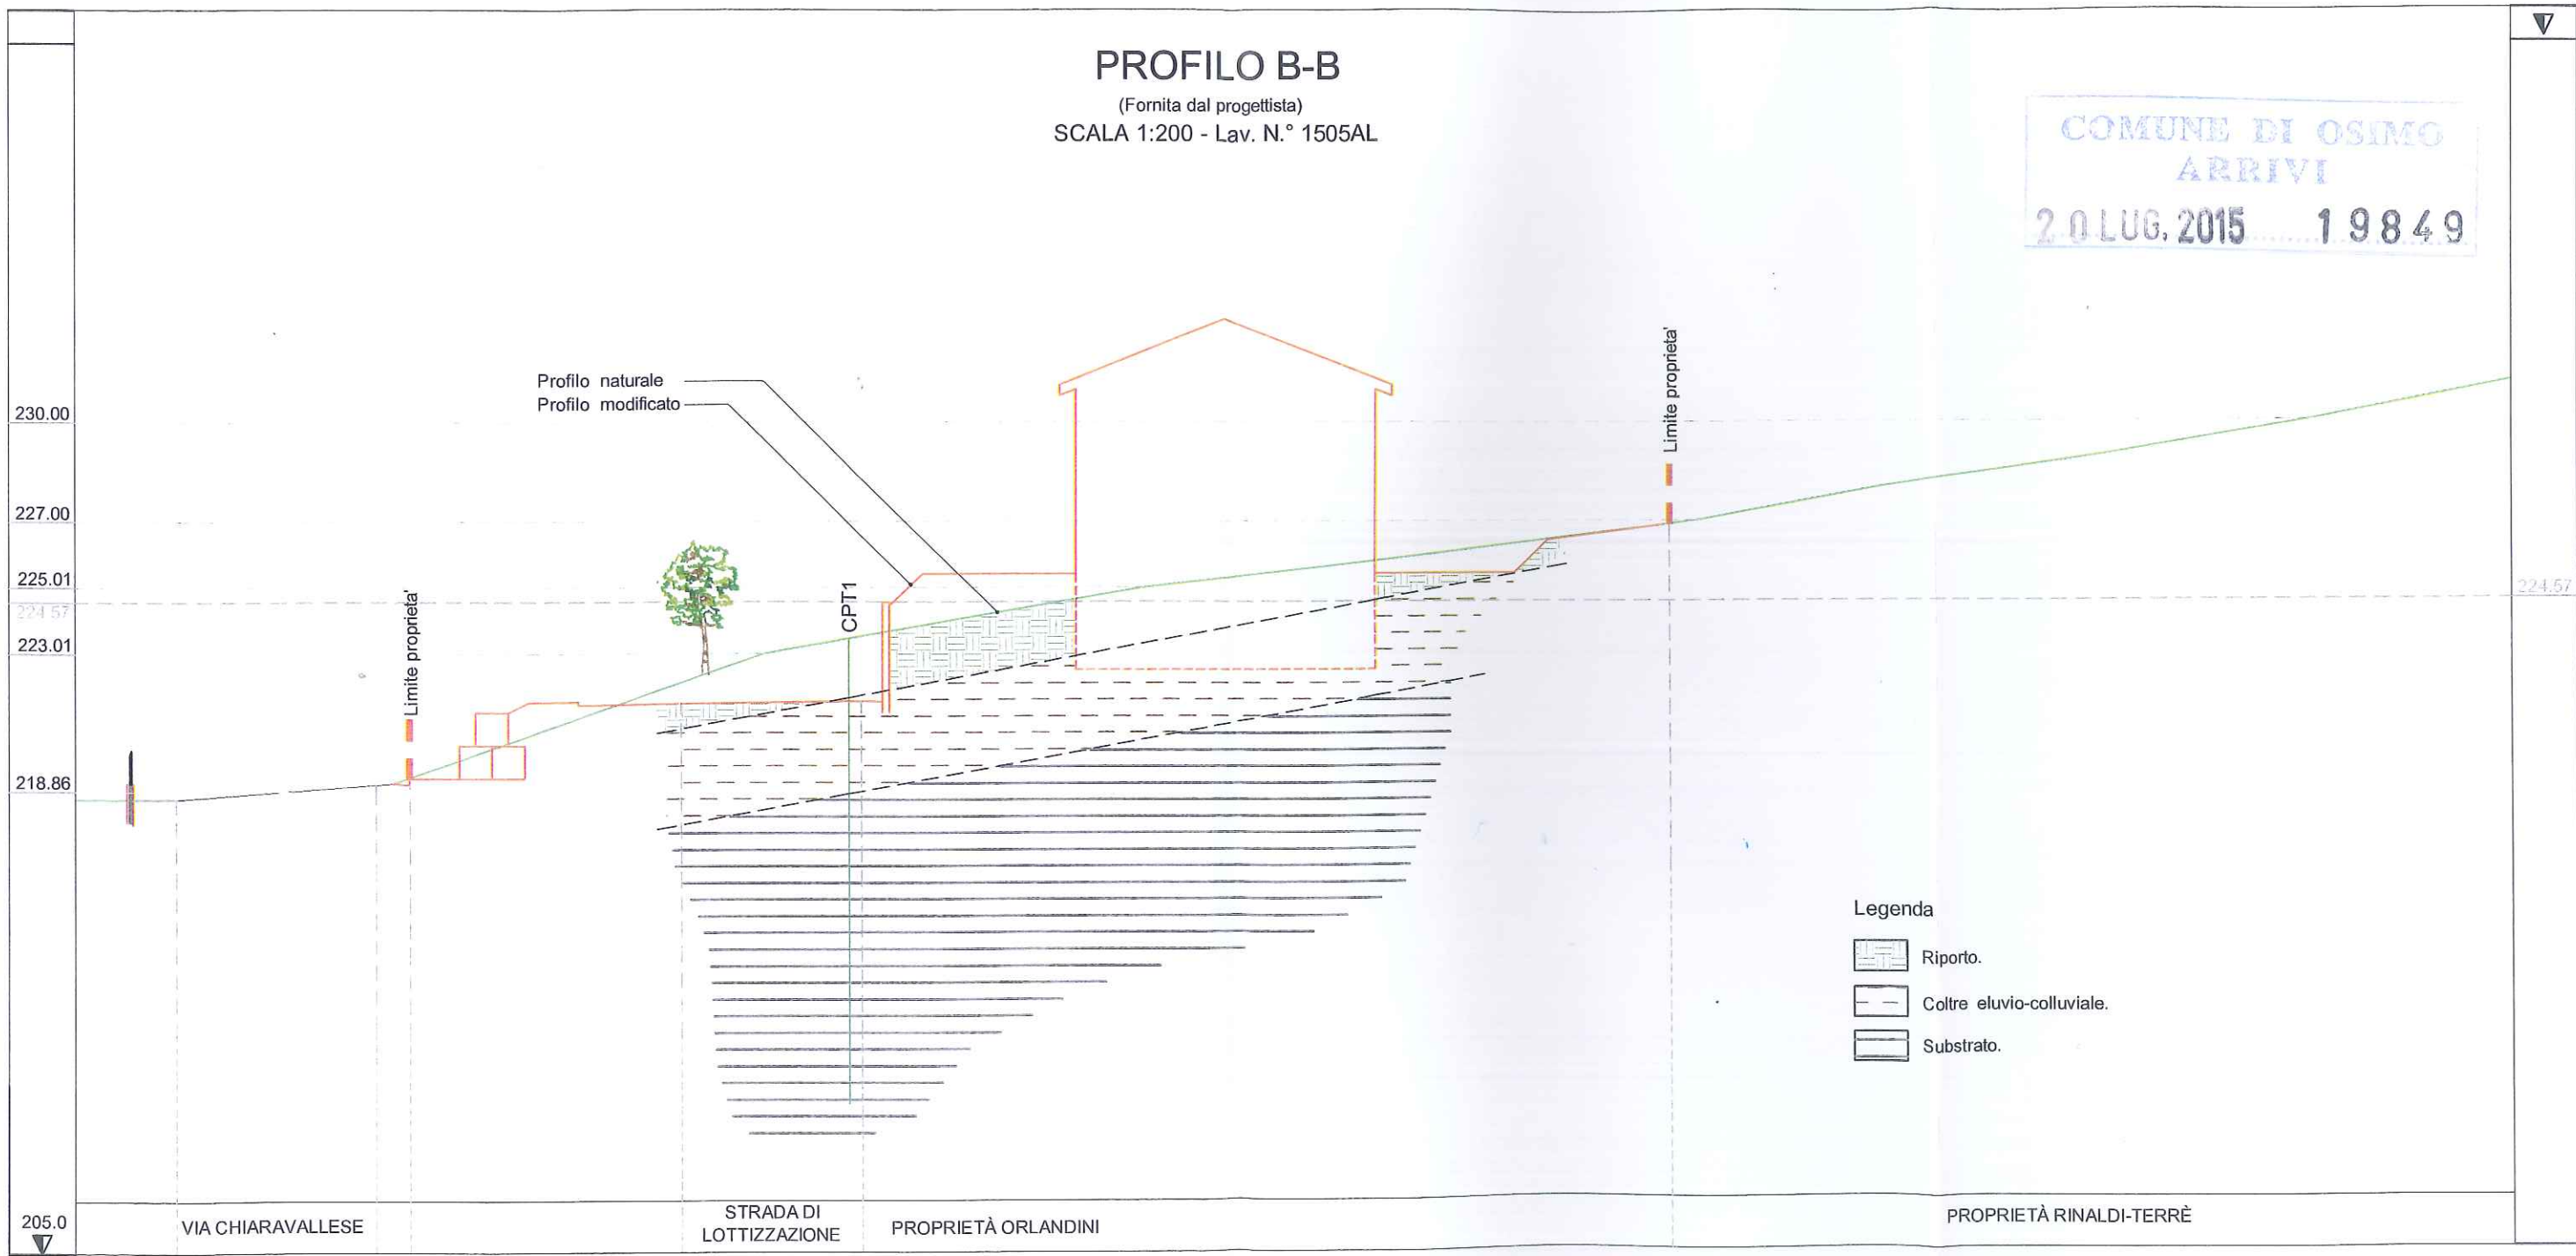 PROFILO B-B
(Fornita dal progettista)
SCALA 1:200 - Lav. N.° 1505AL
COMUNE DI OSIMO
ARRIVI
20 LUG. 2015 19849
Profilo naturale
Profilo modificato
Limite proprieta'
230.00
227.00
225.01
224.57
224.57
223.01
218.86
CPT1
Limite proprieta'
Legenda
Riporto.
Coltre eluvio-colluviale.
Substrato.
205.0
VIA CHIARAVALLESE
STRADA DI
LOTTIZZAZIONE
PROPRIETÀ ORLANDINI
PROPRIETÀ RINALDI-TERRÈ